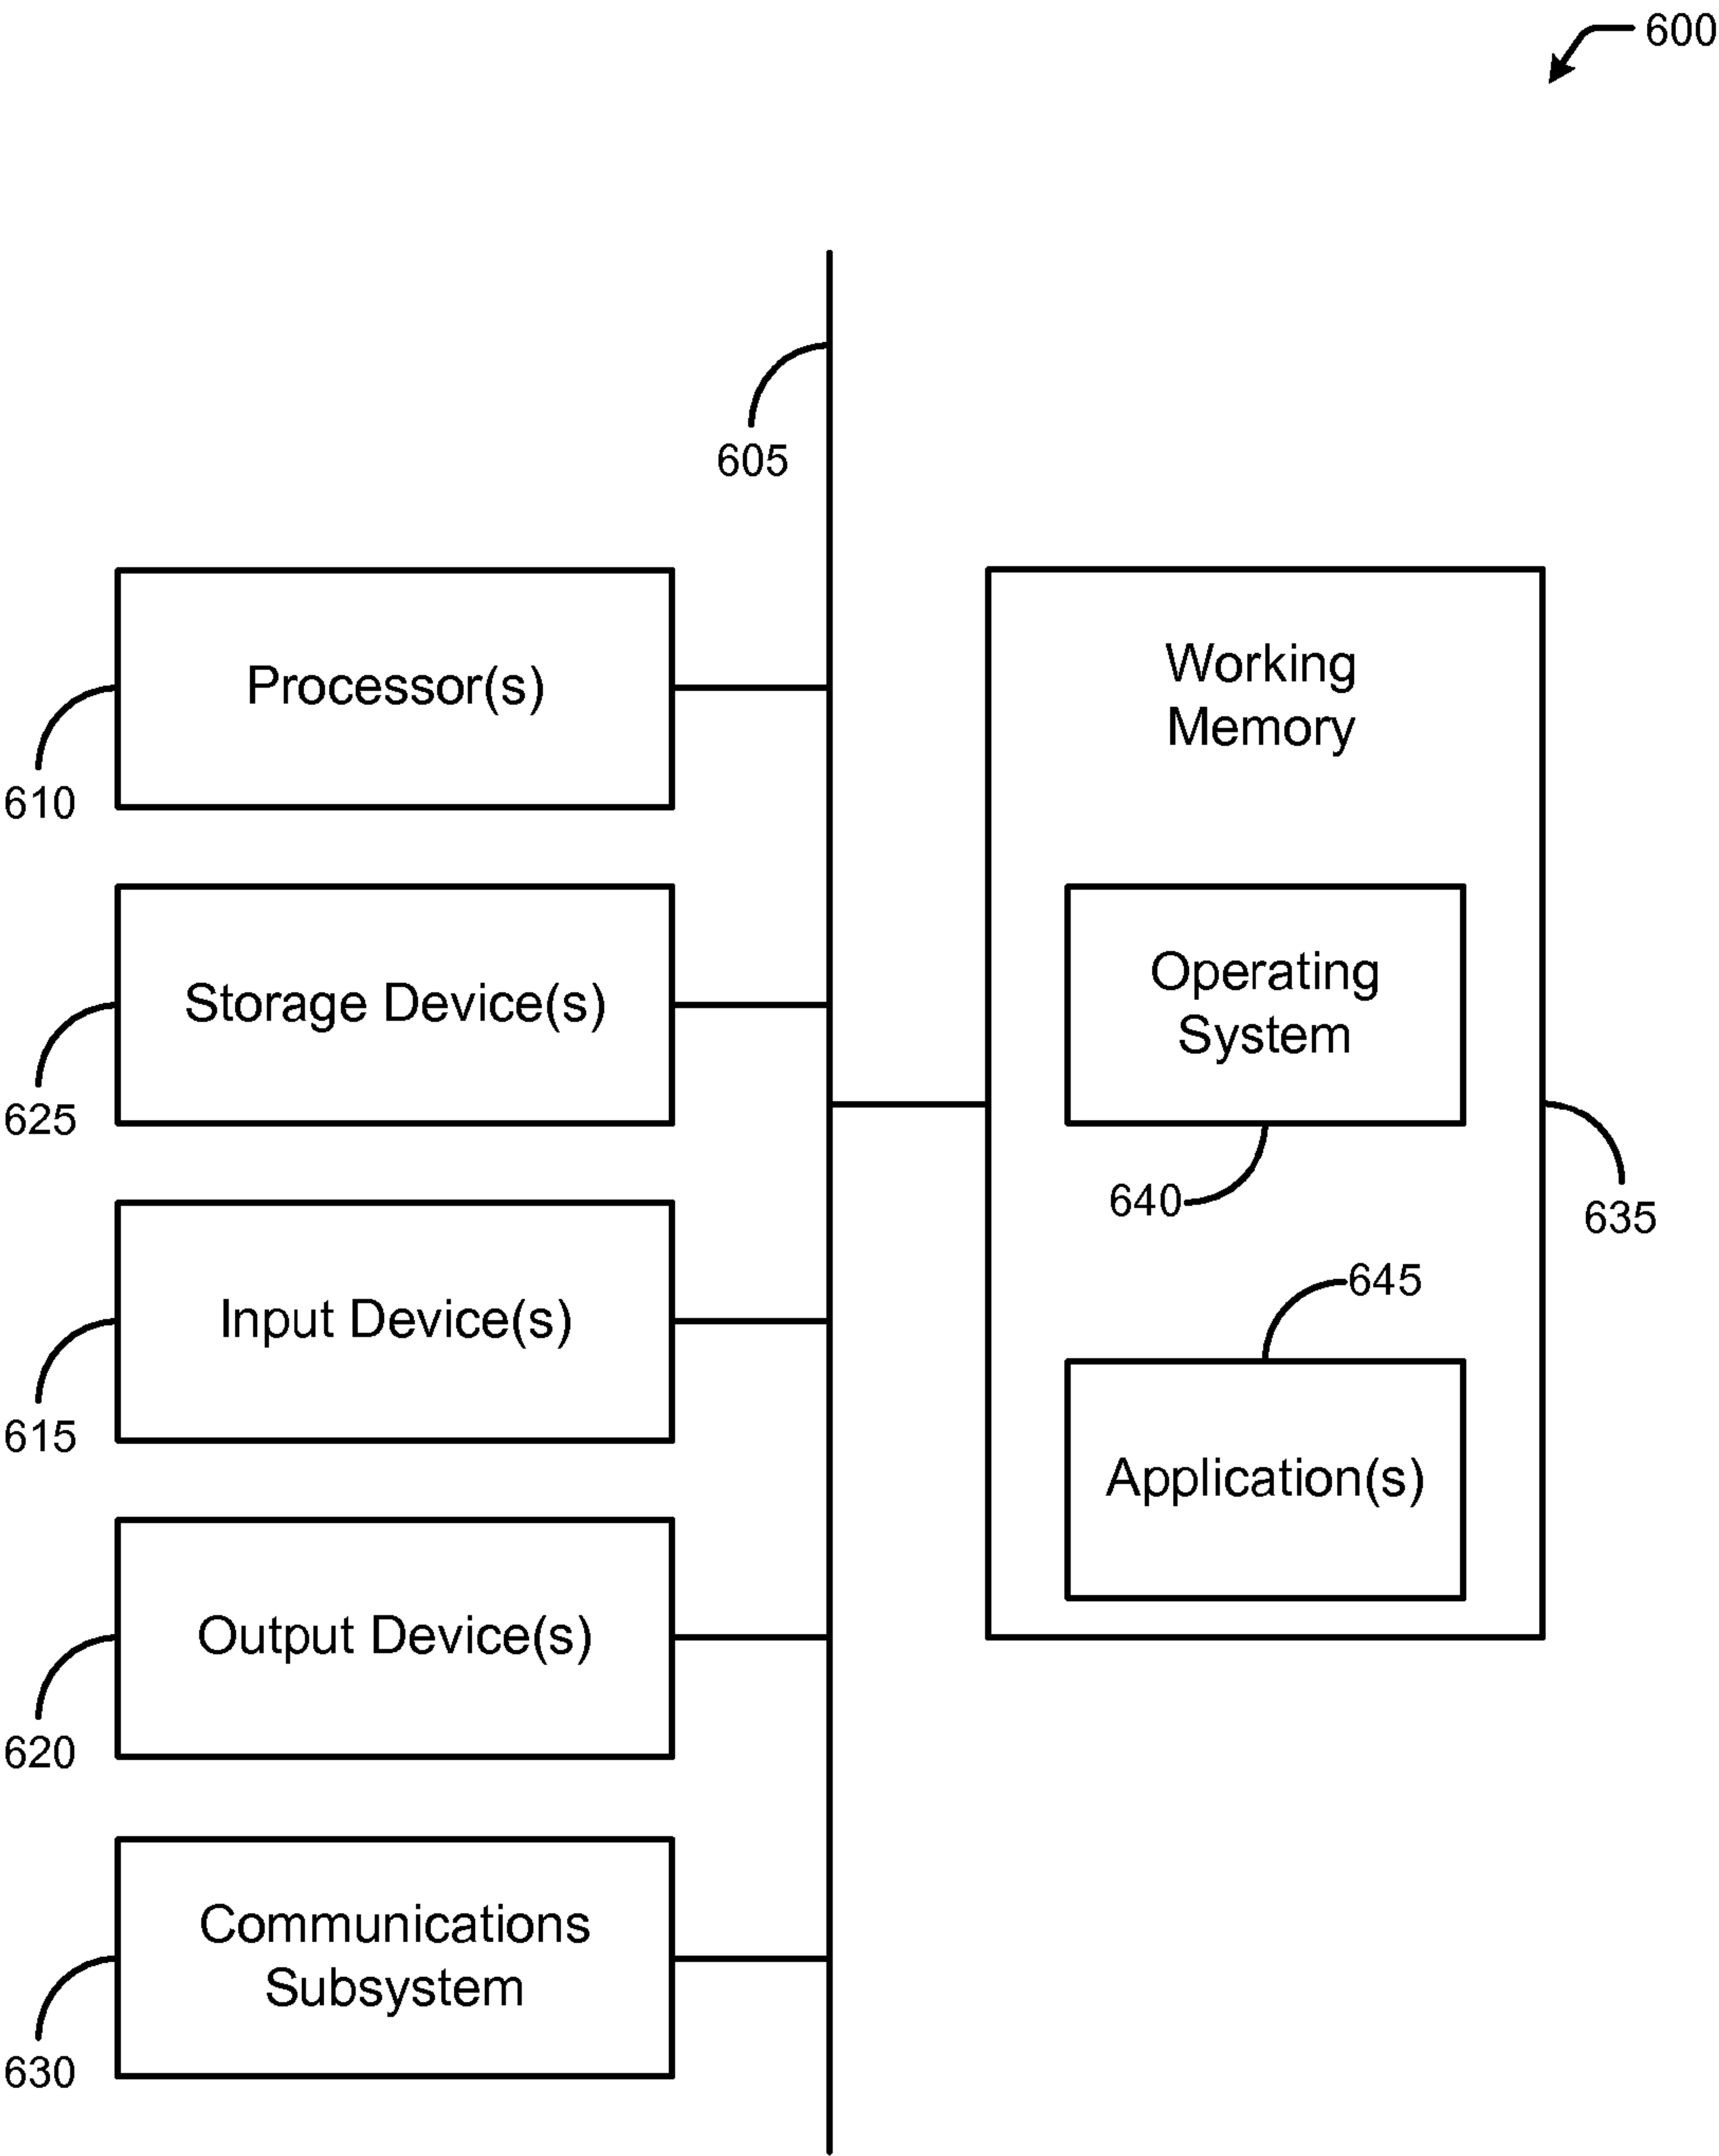 600
605
Processor(s)
610
Storage Device(s)
625
Input Device(s)
615
Output Device(s)
620
Communications
Subsystem
630
Working
Memory
Operating
System
640
635
645
Application(s)